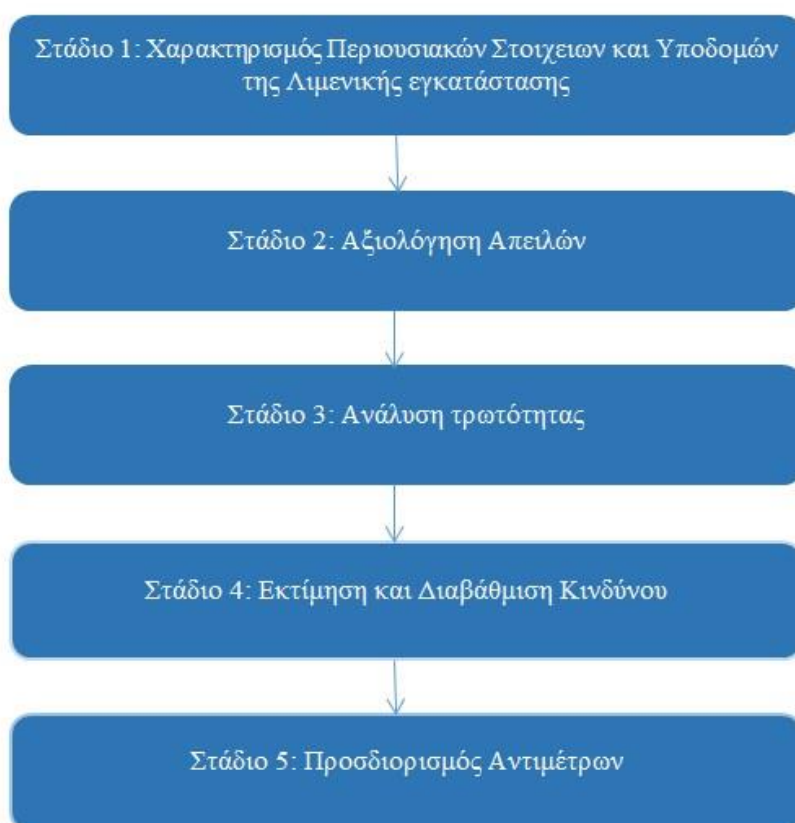 Στάδιο 1: Χαρακτηρισμός Περιουσιακών Στοιχειων και Υποδομών
της Λιμενικής εγκατάστασης
Στάδιο 2: Αξιολόγηση Απειλών
Στάδιο 3: Ανάλυση τρωτότητας
Στάδιο 4: Εκτίμηση και Διαβάθμιση Κινδύνου
Στάδιο 5: Προσδιορισμός Αντιμέτρων